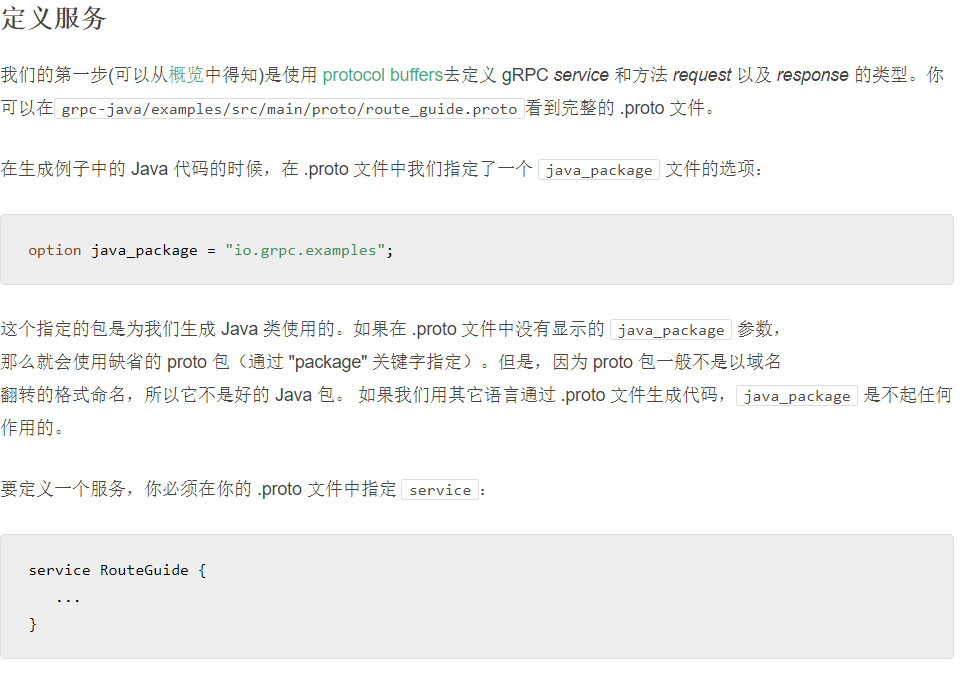 定义服务
我们的第一步(可以从概览中得知)是使用 protocol buffers去定义 gRPC service 和方法 request 以及 response 的类型。你
可以在 grpc-java/examples/src/main/proto/route_guide.proto 看到完整的 .proto 文件。
在生成例子中的 Java 代码的时候，在 .proto 文件中我们指定了一个 java_package 文件的选项：
option java_package = "io.grpc.examples";
这个指定的包是为我们生成 Java 类使用的。如果在 .proto 文件中没有显示的 java_package 参数，
那么就会使用缺省的 proto 包（通过 "package" 关键字指定）。但是，因为 proto 包一般不是以域名
翻转的格式命名，所以它不是好的 Java 包。 如果我们用其它语言通过 .proto 文件生成代码， java_package 是不起任何
作用的。
要定义一个服务，你必须在你的 .proto 文件中指定 service ：
service RouteGuide {
...
}